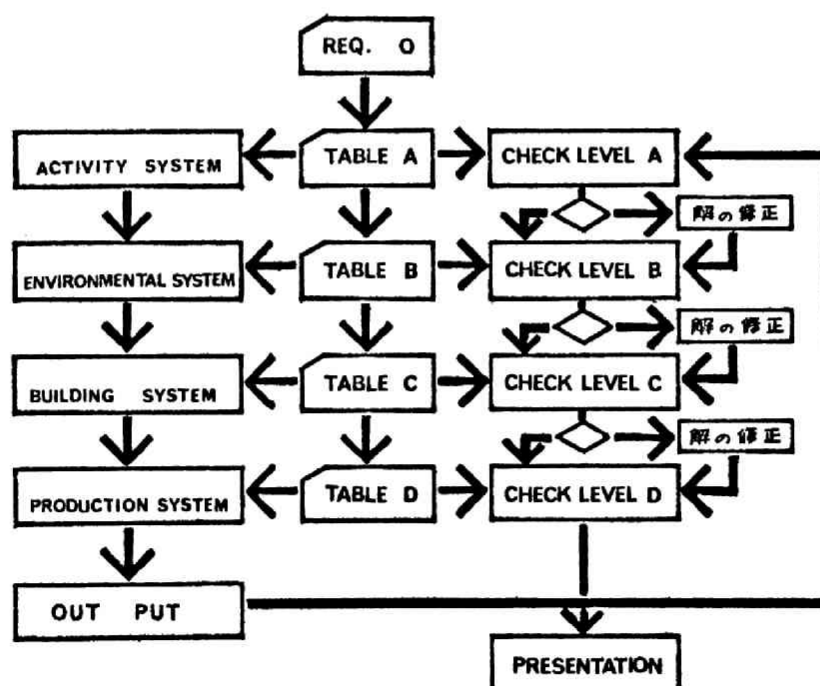 REQ. O
ACTIVITY SYSTEM
TABLE A
CHECK LEVEL A
解の修正
ENVIRONMENTAL SYSTEM
TABLE B
CHECK LEVEL B
解の修正
BUILDING SYSTEM
TABLE C
CHECK LEVEL C
解の修正
PRODUCTION SYSTEM
TABLE D
CHECK LEVEL D
OUT PUT
PRESENTATION